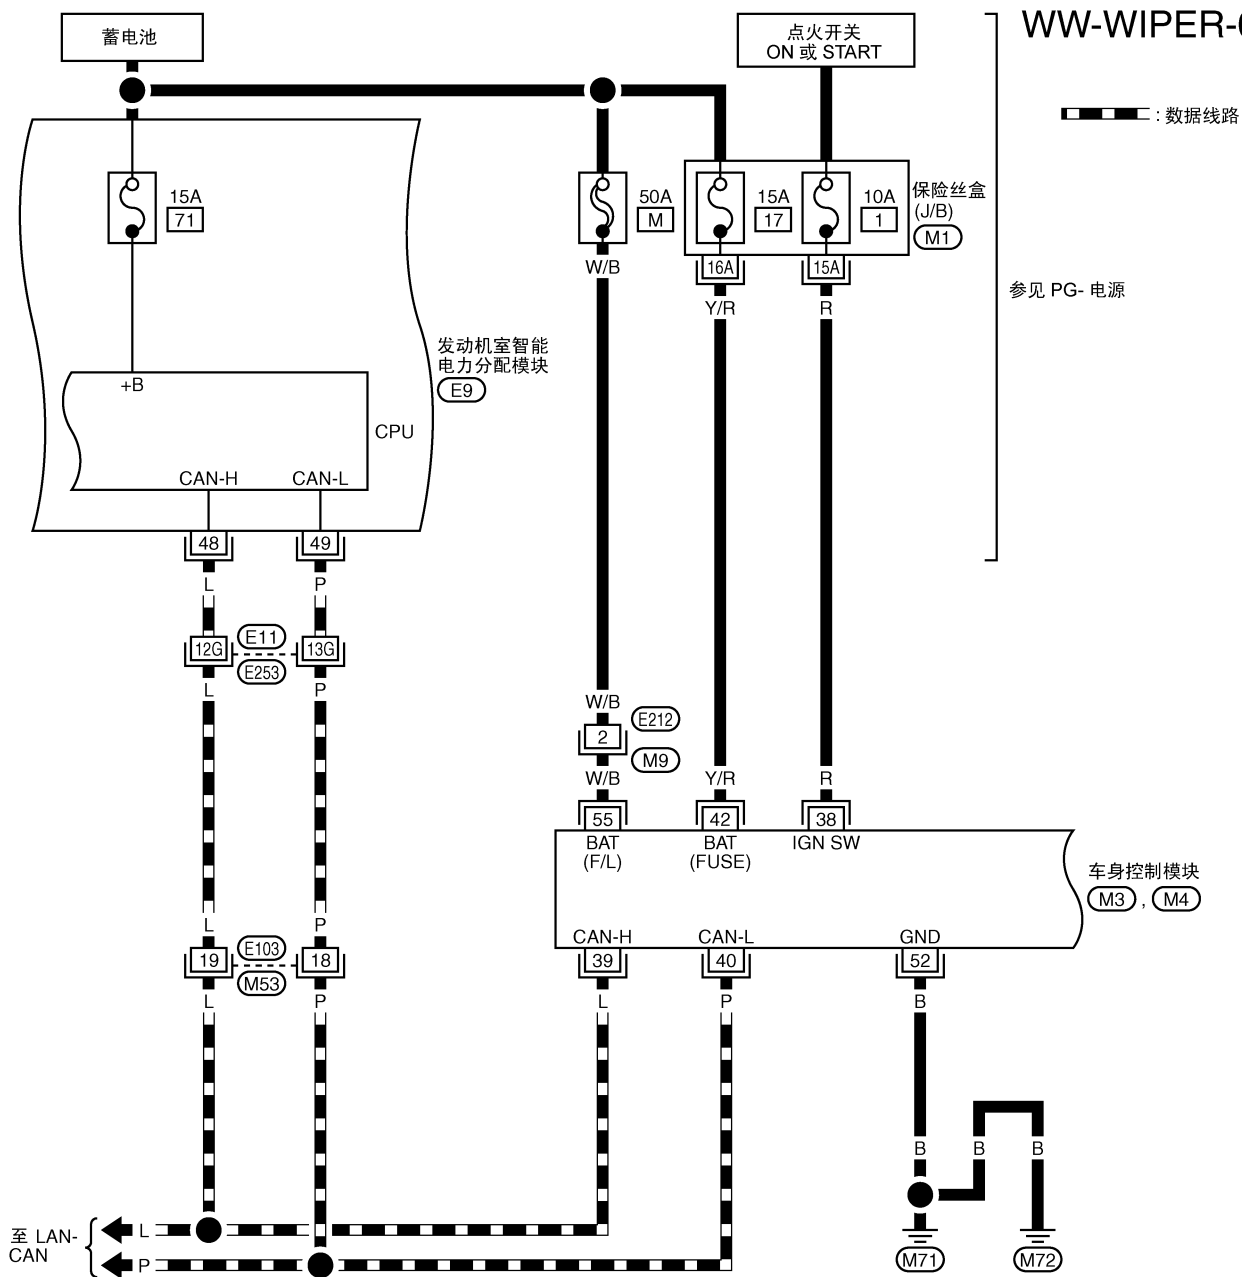 蓄电池
点火开关
ON 或 START
WW-WIPER-
: 数据线路
15A
71
50A
M
15A
17
10A
1
保险丝盒
(J/B)
M1
W/B
16A
15A
Y/R
R
参见 PG- 电源
发动机室智能
电力分配模块
E9
+B
CPU
CAN-H
CAN-L
48
49
L
P
12G
E11
13G
E253
L
P
W/B
E212
2
M9
W/B
Y/R
R
55
42
38
BAT
(F/L)
BAT
(FUSE)
IGN SW
车身控制模块
M3 , M4
L
P
E103
19
18
M53
CAN-H
CAN-L
GND
39
40
52
L
P
L
P
B
B
B
B
至 LAN-
CAN
L
P
M71
M72